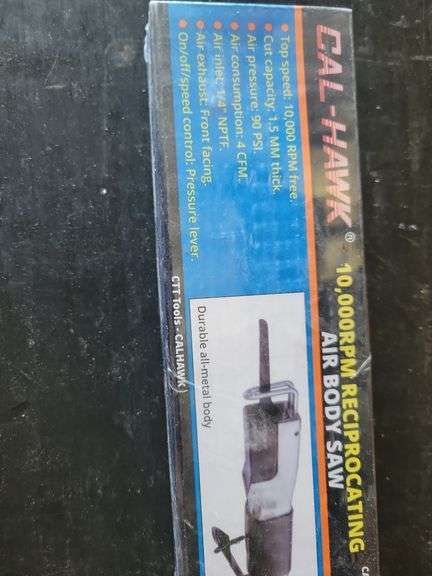 CAL-HAWK®
10,000RPM RECIPROCATING
AIR BODY SAW
• Top speed: 10,000 RPM free.
• Cut capacity: 1.5 MM thick.
• Air pressure: 90 PSI.
• Air consumption: 4 CFM.
• Air inlet: 1/4" NPTF.
• Air exhaust: Front facing.
• On/off/speed control: Pressure lever.
Durable all-metal body
CTT Tools - CALHAWK